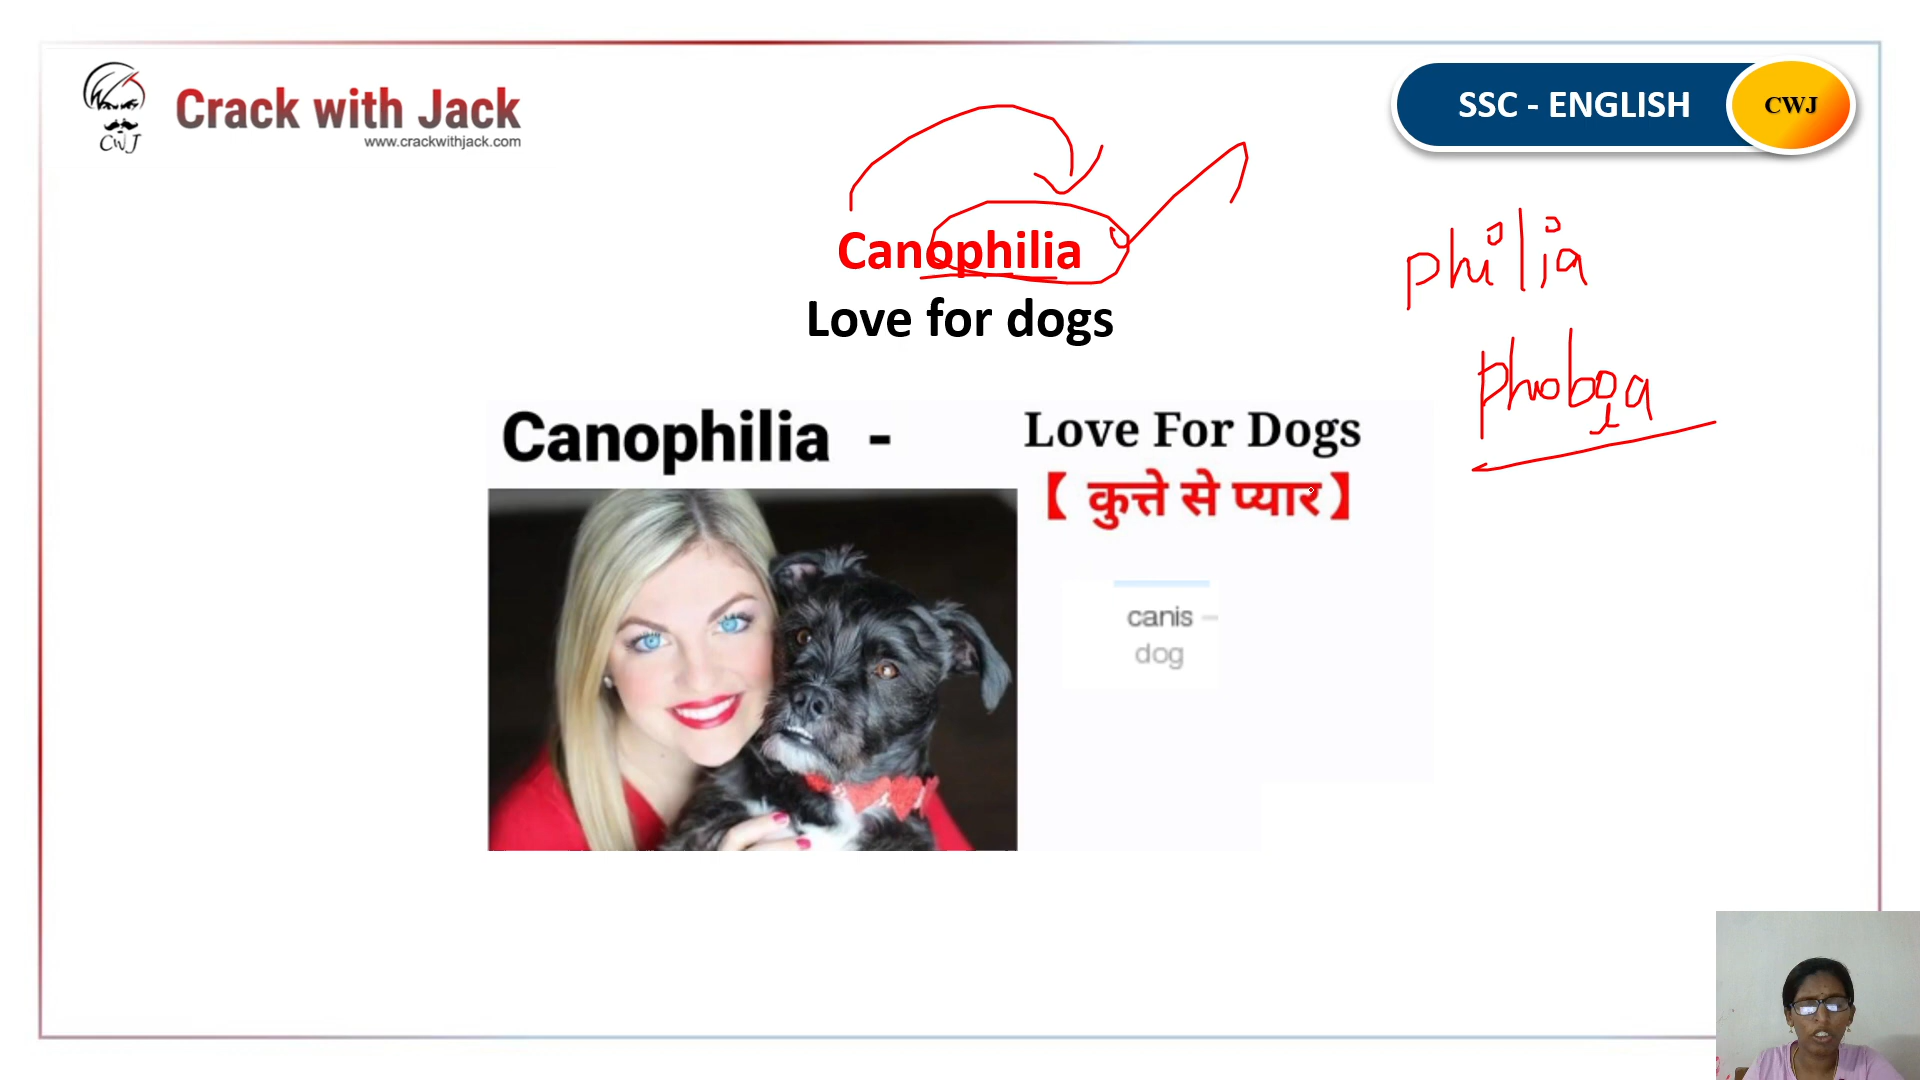 Crack with Jack
www.crackwithjack.com
CWJ
SSC - ENGLISH
CWJ
Canophilia
Love for dogs
philia
phobia
Canophilia -
Love For Dogs
【 कुत्ते से प्यार】
canis –
dog